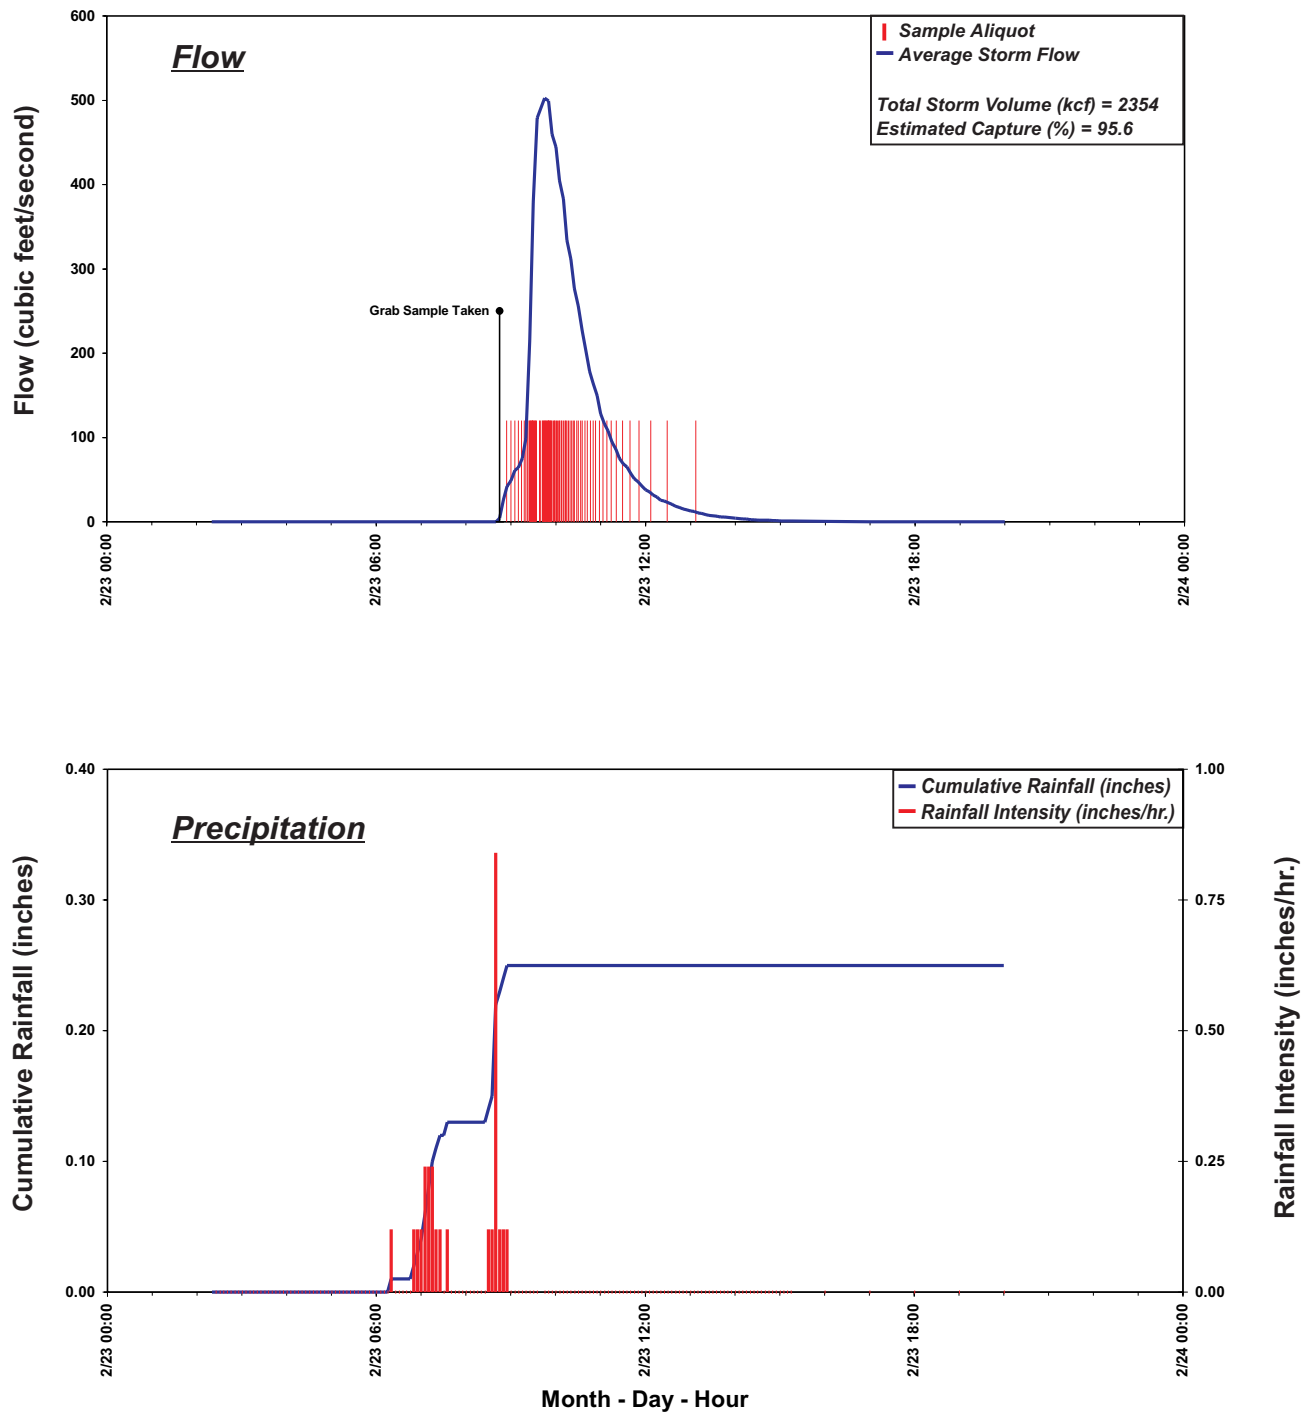 Flow
Sample Aliquot
Average Storm Flow
Total Storm Volume (kcf) = 2354
Estimated Capture (%) = 95.6
Flow (cubic feet/second)
600
500
400
300
200
100
0
Grab Sample Taken
2/23 00:00
2/23 06:00
2/23 12:00
2/23 18:00
2/24 00:00
Precipitation
Cumulative Rainfall (inches)
Rainfall Intensity (inches/hr.)
Cumulative Rainfall (inches)
0.40
0.30
0.20
0.10
0.00
1.00
0.75
0.50
0.25
0.00
Rainfall Intensity (inches/hr.)
2/23 00:00
2/23 06:00
2/23 12:00
2/23 18:00
2/24 00:00
Month - Day - Hour